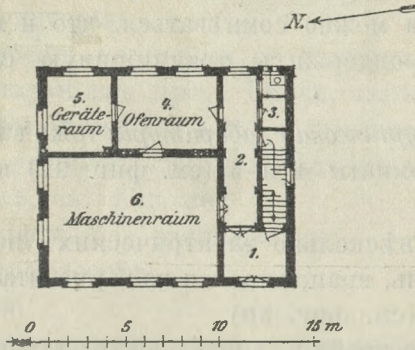 N.
5.
Geräte-
raum
4.
Ofenraum
3.
2.
6.
Maschinenraum
1.
0 5 10 15 m